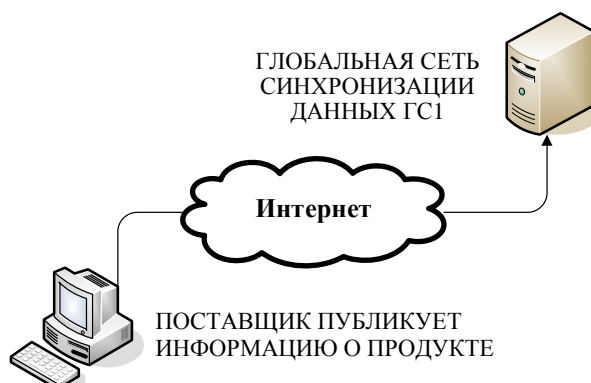 ГЛОБАЛЬНАЯ СЕТЬ
СИНХРОНИЗАЦИИ
ДАННЫХ ГС1
Интернет
ПОСТАВЩИК ПУБЛИКУЕТ
ИНФОРМАЦИЮ О ПРОДУКТЕ